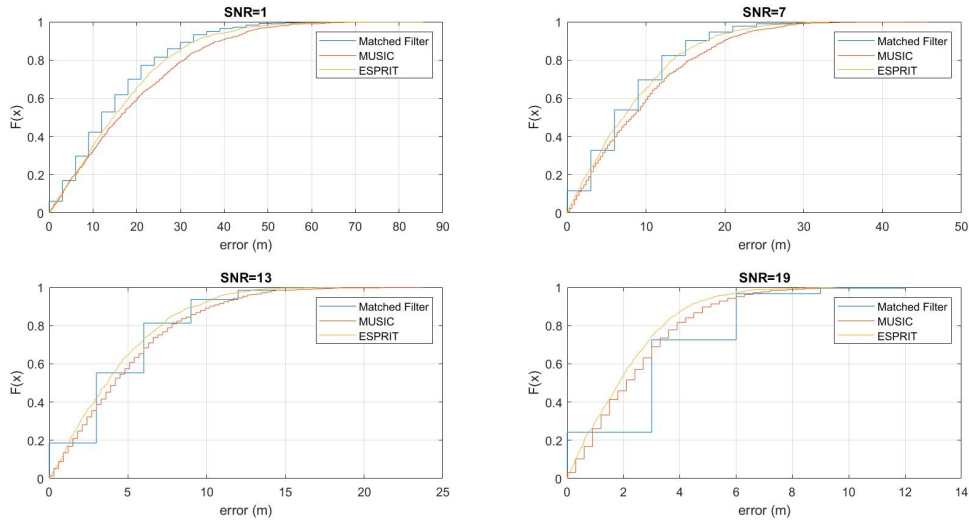 SNR=1
F(x)
1
0.8
0.6
0.4
0.2
0
Matched Filter
MUSIC
ESPRIT
0 10 20 30 40 50 60 70 80 90
error (m)
SNR=7
F(x)
1
0.8
0.6
0.4
0.2
0
Matched Filter
MUSIC
ESPRIT
0 10 20 30 40 50
error (m)
SNR=13
F(x)
1
0.8
0.6
0.4
0.2
0
Matched Filter
MUSIC
ESPRIT
0 5 10 15 20 25
error (m)
SNR=19
F(x)
1
0.8
0.6
0.4
0.2
0
Matched Filter
MUSIC
ESPRIT
0 2 4 6 8 10 12 14
error (m)